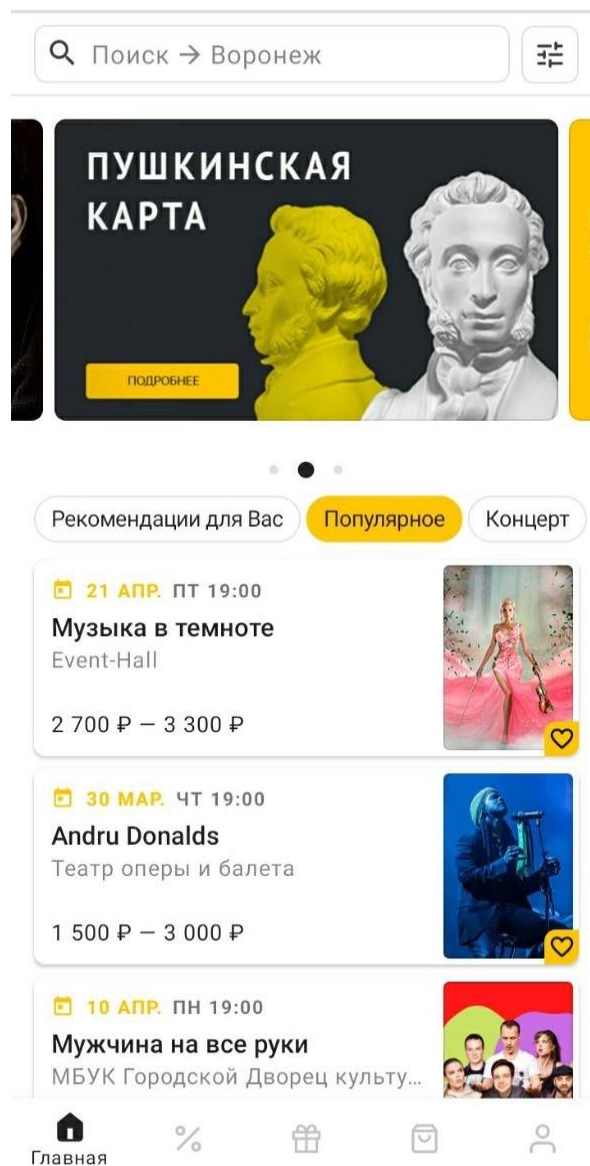 Поиск → Воронеж
ПУШКИНСКАЯ
КАРТА
ПОДРОБНЕЕ
Рекомендации для Вас
Популярное
Концерт
21 АПР. ПТ 19:00
Музыка в темноте
Event-Hall
2 700 ₽ — 3 300 ₽
30 МАР. ЧТ 19:00
Andru Donalds
Театр оперы и балета
1 500 ₽ — 3 000 ₽
10 АПР. ПН 19:00
Мужчина на все руки
МБУК Городской Дворец культу...
Главная